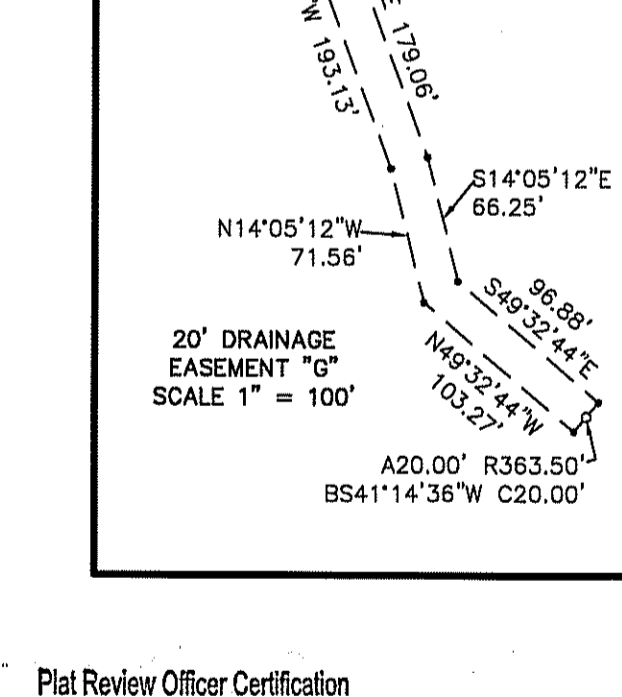 W 193.13'
E 179.06'
S14°05'12"E
66.25'
N14°05'12"W
71.56'
96.88'
S49°32'44"E
20' DRAINAGE
EASEMENT "G"
SCALE 1" = 100'
N49°32'44"W
103.27'
A20.00' R363.50'
BS41°14'36"W C20.00'
Plat Review Officer Certification